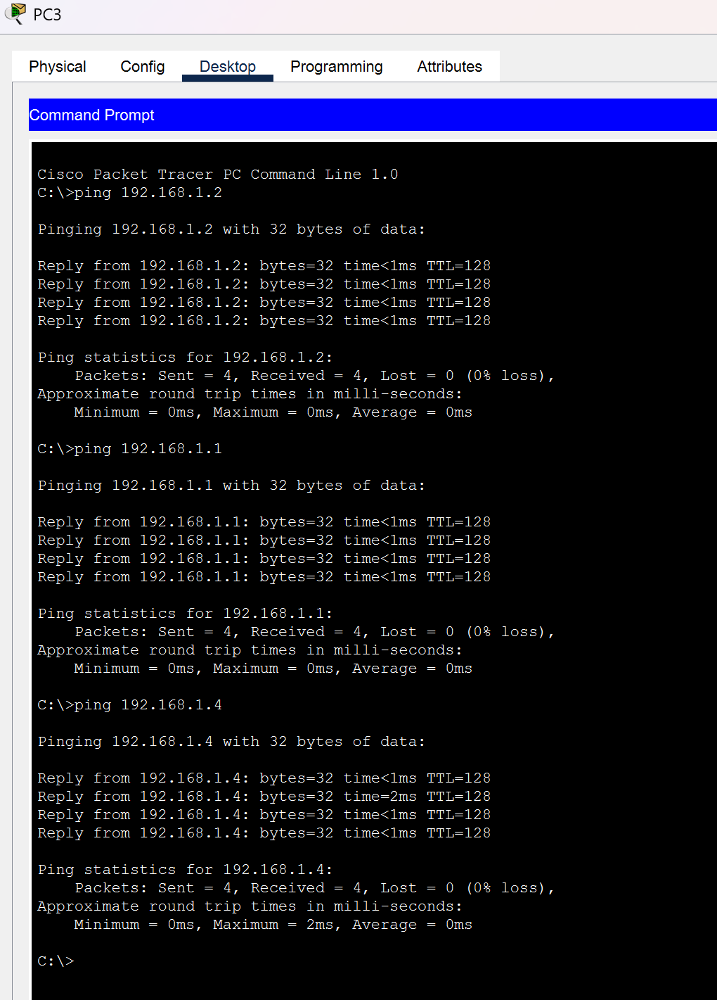 PC3
Physical Config Desktop Programming Attributes
Command Prompt
Cisco Packet Tracer PC Command Line 1.0
C:\>ping 192.168.1.2
Pinging 192.168.1.2 with 32 bytes of data:
Reply from 192.168.1.2: bytes=32 time<1ms TTL=128
Reply from 192.168.1.2: bytes=32 time<1ms TTL=128
Reply from 192.168.1.2: bytes=32 time<1ms TTL=128
Reply from 192.168.1.2: bytes=32 time<1ms TTL=128
Ping statistics for 192.168.1.2:
Packets: Sent = 4, Received = 4, Lost = 0 (0% loss),
Approximate round trip times in milli-seconds:
Minimum = 0ms, Maximum = 0ms, Average = 0ms
C:\>ping 192.168.1.1
Pinging 192.168.1.1 with 32 bytes of data:
Reply from 192.168.1.1: bytes=32 time<1ms TTL=128
Reply from 192.168.1.1: bytes=32 time<1ms TTL=128
Reply from 192.168.1.1: bytes=32 time<1ms TTL=128
Reply from 192.168.1.1: bytes=32 time<1ms TTL=128
Ping statistics for 192.168.1.1:
Packets: Sent = 4, Received = 4, Lost = 0 (0% loss),
Approximate round trip times in milli-seconds:
Minimum = 0ms, Maximum = 0ms, Average = 0ms
C:\>ping 192.168.1.4
Pinging 192.168.1.4 with 32 bytes of data:
Reply from 192.168.1.4: bytes=32 time<1ms TTL=128
Reply from 192.168.1.4: bytes=32 time=2ms TTL=128
Reply from 192.168.1.4: bytes=32 time<1ms TTL=128
Reply from 192.168.1.4: bytes=32 time<1ms TTL=128
Ping statistics for 192.168.1.4:
Packets: Sent = 4, Received = 4, Lost = 0 (0% loss),
Approximate round trip times in milli-seconds:
Minimum = 0ms, Maximum = 2ms, Average = 0ms
C:\>